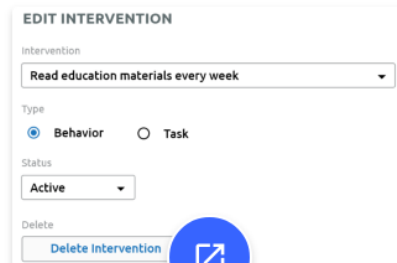 EDIT INTERVENTION
Intervention
Read education materials every week
Type
Behavior Task
Status
Active
Delete
Delete Intervention